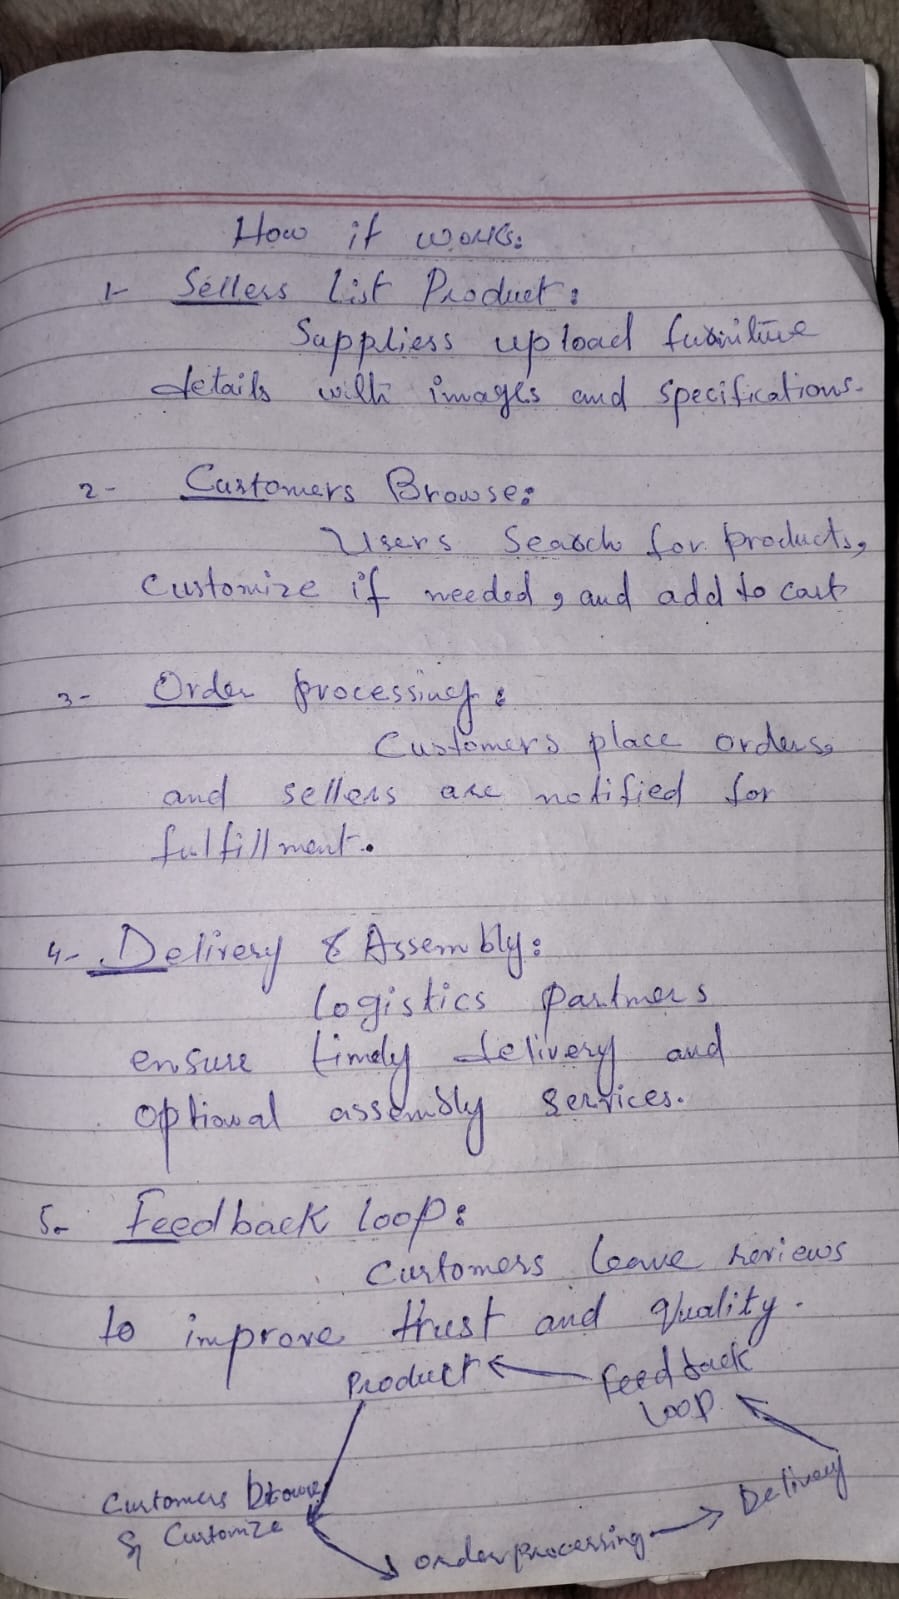 How it works:
1- Sellers List Product:
Suppliess upload furniture
details with images and specifications.
2- Customers Browse:
Users Search for products,
Customize if needed, and add to cart
3- Order processing:
Customers place orders,
and sellers are notified for
fulfillment.
4- Delivery & Assembly:
Logistics partners
ensure timely delivery and
optional assembly services.
5- Feedback loop:
Customers leave reviews
to improve trust and quality.
Product
Feedback
Loop
Customers browse
& Customize
order processing
Delivery